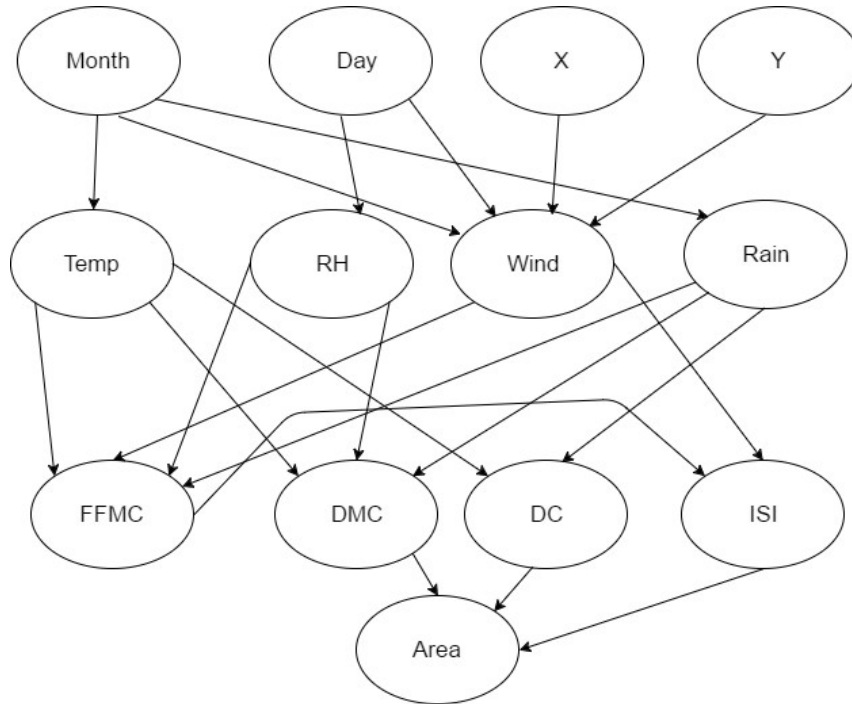 Month
Day
X
Y
Temp
RH
Wind
Rain
FFMC
DMC
DC
ISI
Area